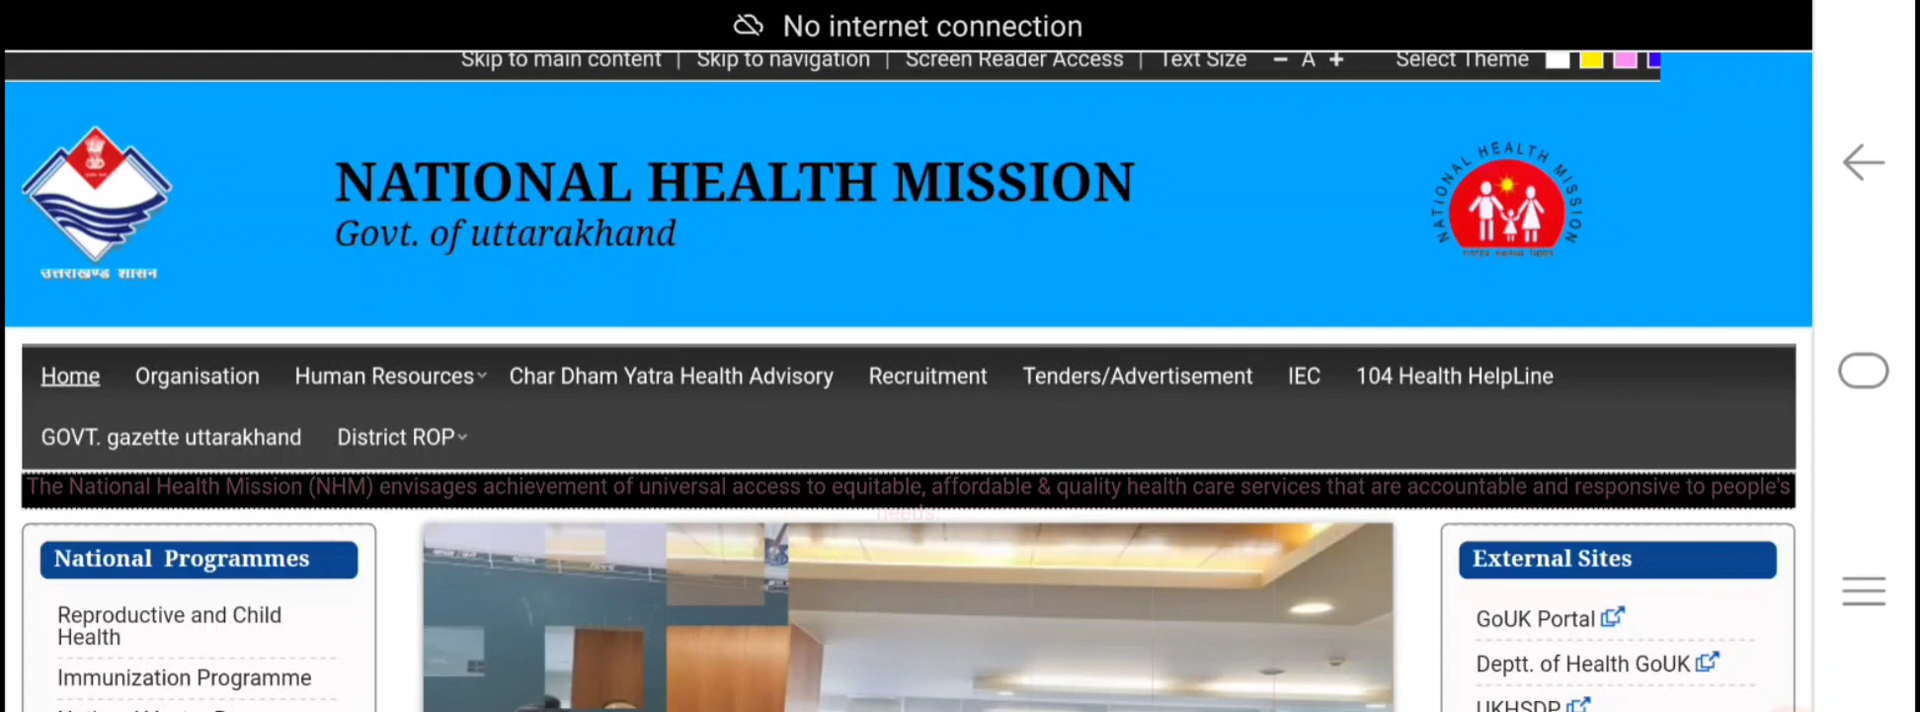 No internet connection
Skip to main content | Skip to navigation | Screen Reader Access | Text Size − A + Select Theme
NATIONAL HEALTH MISSION
Govt. of uttarakhand
NATIONAL HEALTH MISSION
उत्तराखण्ड शासन
Home Organisation Human Resources Char Dham Yatra Health Advisory Recruitment Tenders/Advertisement IEC 104 Health HelpLine
GOVT. gazette uttarakhand District ROP
The National Health Mission (NHM) envisages achievement of universal access to equitable, affordable & quality health care services that are accountable and responsive to people's
needs.
National Programmes
Reproductive and Child
Health
Immunization Programme
External Sites
GoUK Portal
Deptt. of Health GoUK
UKHSDP